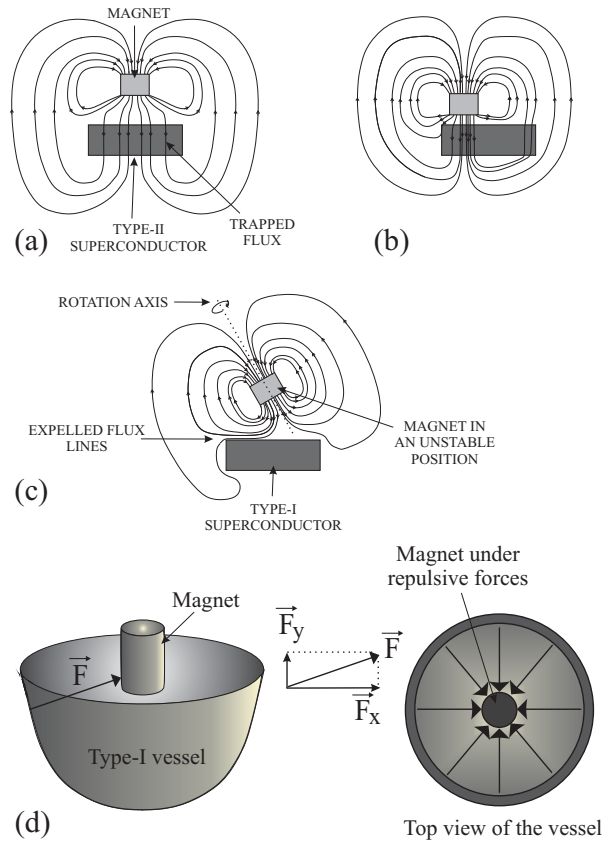 MAGNET
TYPE-II
SUPERCONDUCTOR
TRAPPED
FLUX
(a)
(b)
ROTATION AXIS
EXPELLED FLUX
LINES
MAGNET IN
AN UNSTABLE
POSITION
TYPE-I
SUPERCONDUCTOR
(c)
Magnet
F
Type-I vessel
Fy
F
Fx
Magnet under
repulsive forces
(d)
Top view of the vessel